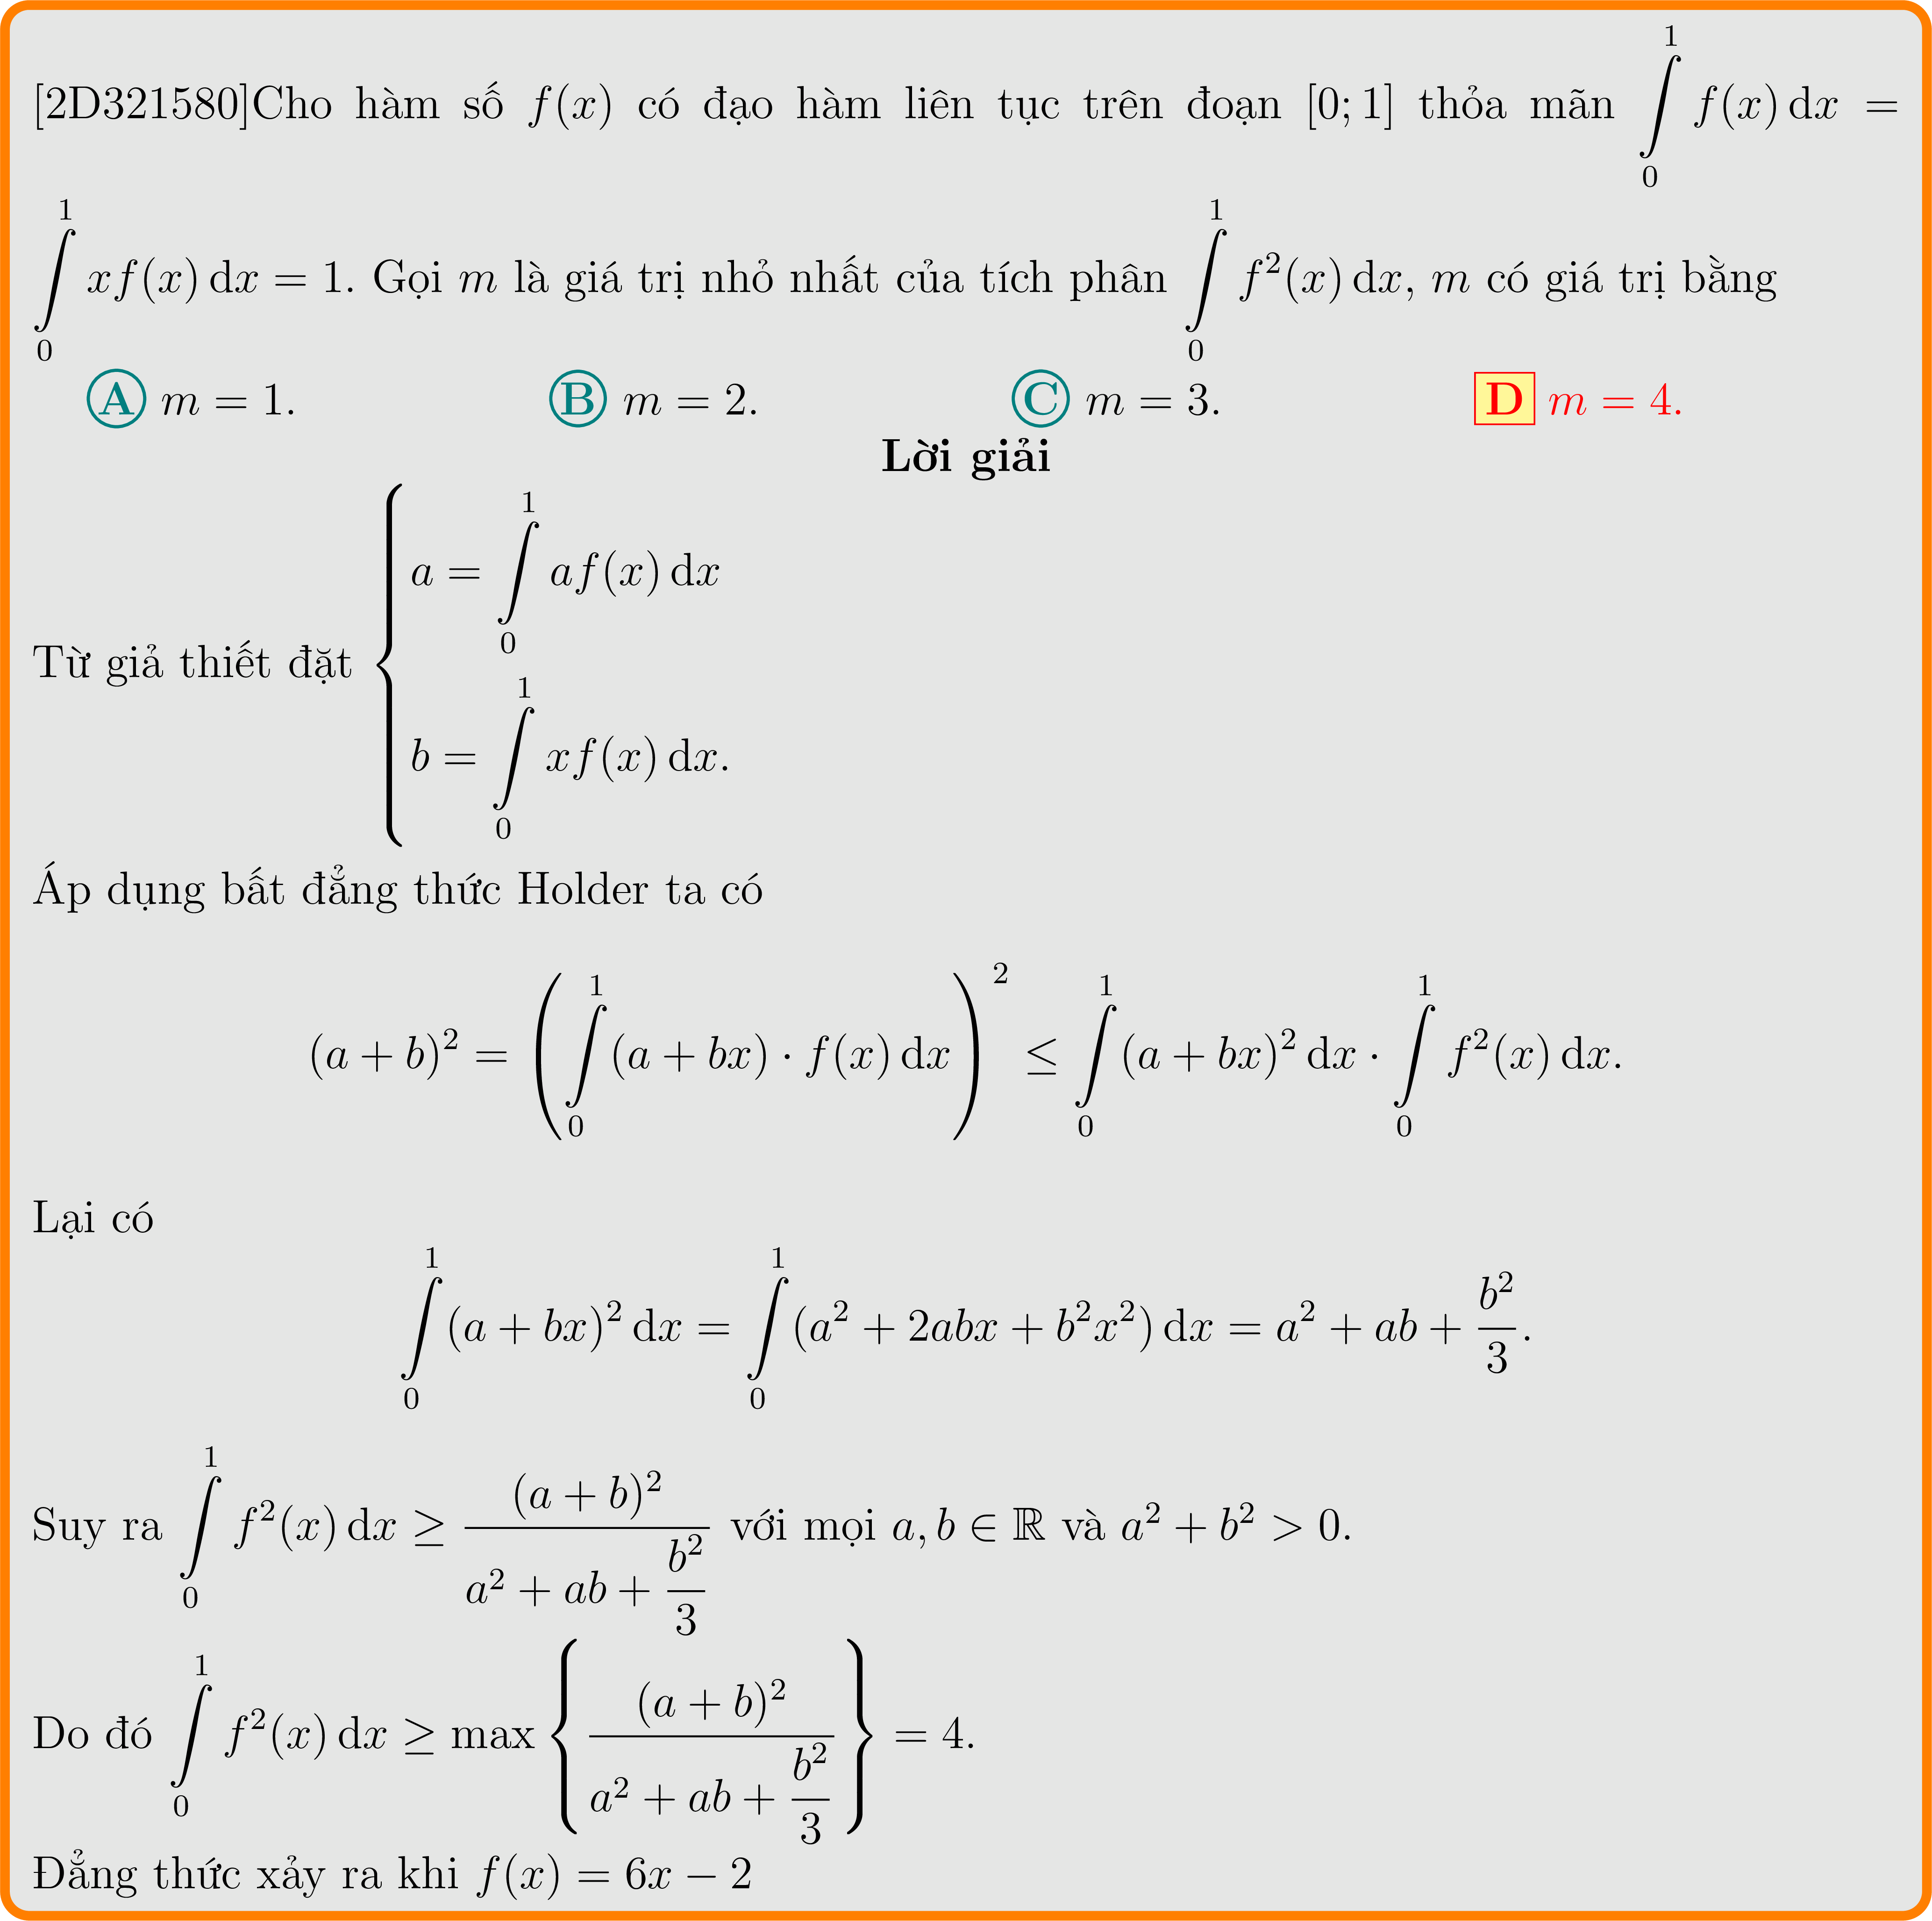 [2D321580]Cho hàm số $f(x)$ có đạo hàm liên tục trên đoạn $[0; 1]$ thỏa mãn $\int\limits_0^1 f(x)\,\mathrm{d}x =$
$\int\limits_0^1 xf(x)\,\mathrm{d}x = 1$. Gọi $m$ là giá trị nhỏ nhất của tích phân $\int\limits_0^1 f^2(x)\,\mathrm{d}x$, $m$ có giá trị bằng
A $m = 1$. B $m = 2$. C $m = 3$. D $m = 4$.
Lời giải
Từ giả thiết đặt $\begin{cases} a = \int\limits_0^1 af(x)\,\mathrm{d}x \\ b = \int\limits_0^1 xf(x)\,\mathrm{d}x. \end{cases}$
Áp dụng bất đẳng thức Holder ta có
$(a+b)^2 = \left(\int\limits_0^1 (a+bx)\cdot f(x)\,\mathrm{d}x\right)^2 \le \int\limits_0^1 (a+bx)^2\,\mathrm{d}x \cdot \int\limits_0^1 f^2(x)\,\mathrm{d}x.$
Lại có
$\int\limits_0^1 (a+bx)^2\,\mathrm{d}x = \int\limits_0^1 (a^2+2abx+b^2x^2)\,\mathrm{d}x = a^2+ab+\dfrac{b^2}{3}.$
Suy ra $\int\limits_0^1 f^2(x)\,\mathrm{d}x \ge \dfrac{(a+b)^2}{a^2+ab+\dfrac{b^2}{3}}$ với mọi $a, b \in \mathbb{R}$ và $a^2+b^2 > 0$.
Do đó $\int\limits_0^1 f^2(x)\,\mathrm{d}x \ge \max\left\{\dfrac{(a+b)^2}{a^2+ab+\dfrac{b^2}{3}}\right\} = 4.$
Đẳng thức xảy ra khi $f(x) = 6x - 2$